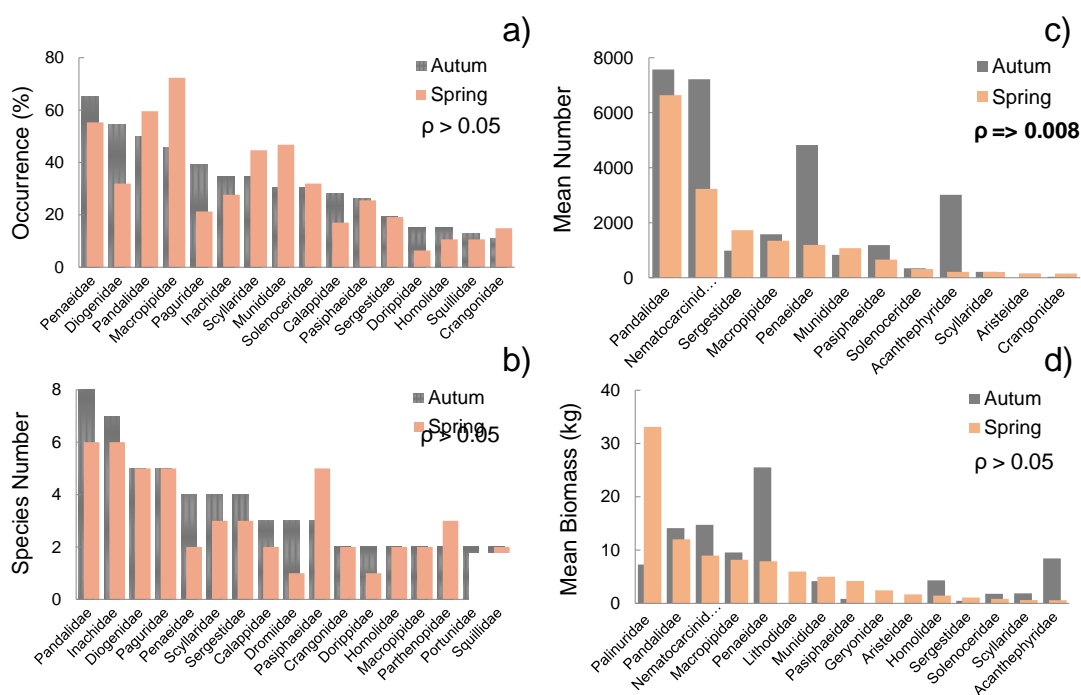 a)
Occurrence (%)
80
60
40
20
0
Autum
Spring
ρ > 0.05
Penaeidae
Diogenidae
Pandalidae
Macropipidae
Paguridae
Inachidae
Scyllaridae
Munididae
Solenoceridae
Calappidae
Pasiphaeidae
Sergestidae
Dorippidae
Homolidae
Squillidae
Crangonidae
c)
Mean Number
8000
6000
4000
2000
0
Autum
Spring
ρ => 0.008
Pandalidae
Nematocarcinid...
Sergestidae
Macropipidae
Penaeidae
Munididae
Pasiphaeidae
Solenoceridae
Acanthephyridae
Scyllaridae
Aristeidae
Crangonidae
b)
Species Number
8
6
4
2
0
Autum
Spring
ρ > 0.05
Pandalidae
Inachidae
Diogenidae
Paguridae
Penaeidae
Scyllaridae
Sergestidae
Calappidae
Dromiidae
Pasiphaeidae
Crangonidae
Dorippidae
Homolidae
Macropipidae
Parthenopidae
Portunidae
Squillidae
d)
Mean Biomass (kg)
40
30
20
10
0
Autum
Spring
ρ > 0.05
Palinuridae
Pandalidae
Nematocarcinid...
Macropipidae
Penaeidae
Lithodidae
Munididae
Pasiphaeidae
Geryonidae
Aristeidae
Homolidae
Sergestidae
Solenoceridae
Scyllaridae
Acanthephyridae